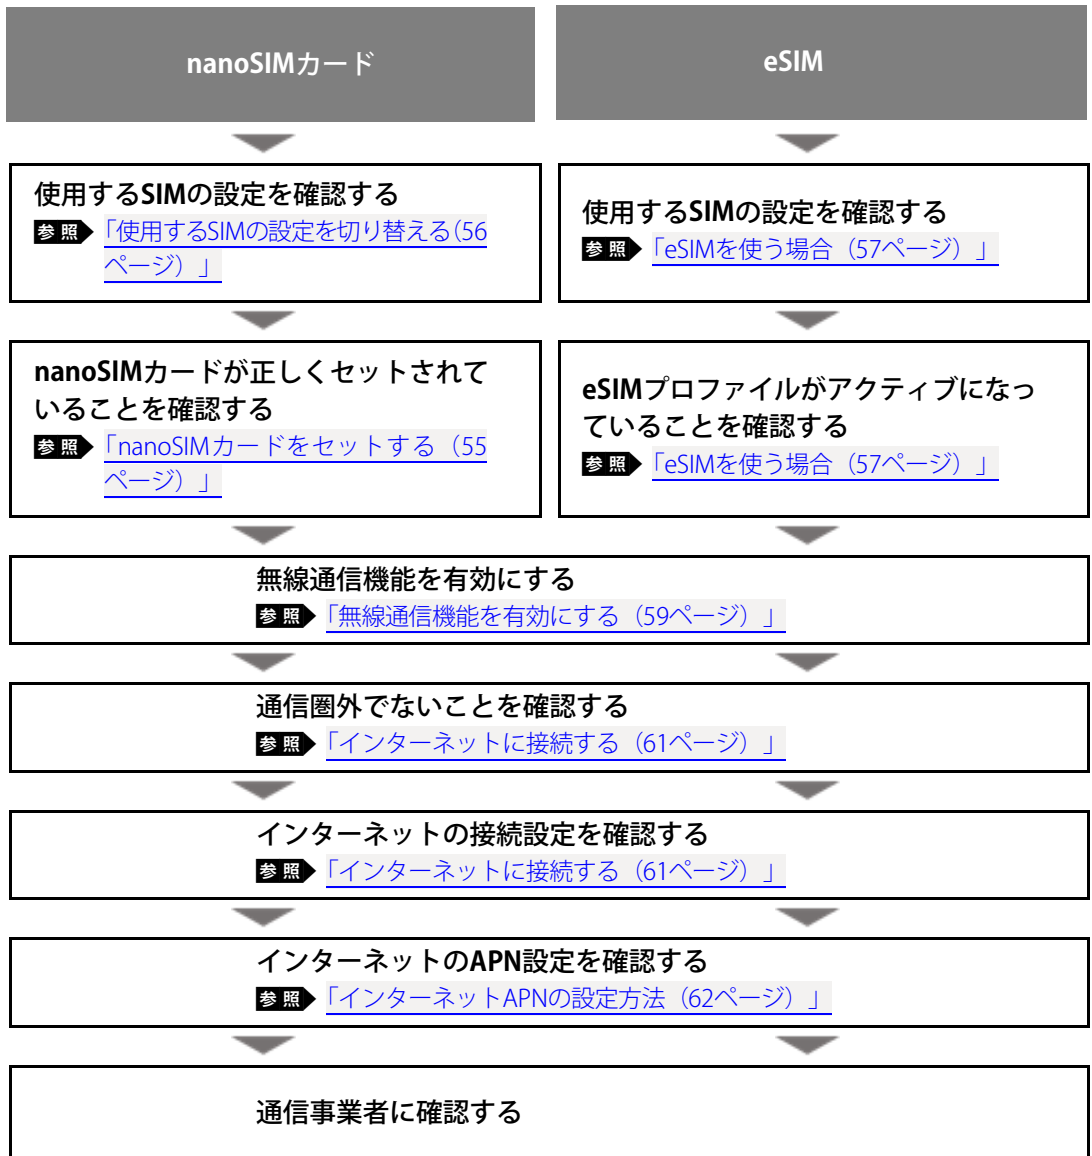 nanoSIMカード
eSIM
使用するSIMの設定を確認する
参照 「使用するSIMの設定を切り替える（56
ページ）」
使用するSIMの設定を確認する
参照 「eSIMを使う場合（57ページ）」
nanoSIMカードが正しくセットされて
いることを確認する
参照 「nanoSIMカードをセットする（55
ページ）」
eSIMプロファイルがアクティブになっ
ていることを確認する
参照 「eSIMを使う場合（57ページ）」
無線通信機能を有効にする
参照 「無線通信機能を有効にする（59ページ）」
通信圏外でないことを確認する
参照 「インターネットに接続する（61ページ）」
インターネットの接続設定を確認する
参照 「インターネットに接続する（61ページ）」
インターネットのAPN設定を確認する
参照 「インターネットAPNの設定方法（62ページ）」
通信事業者に確認する